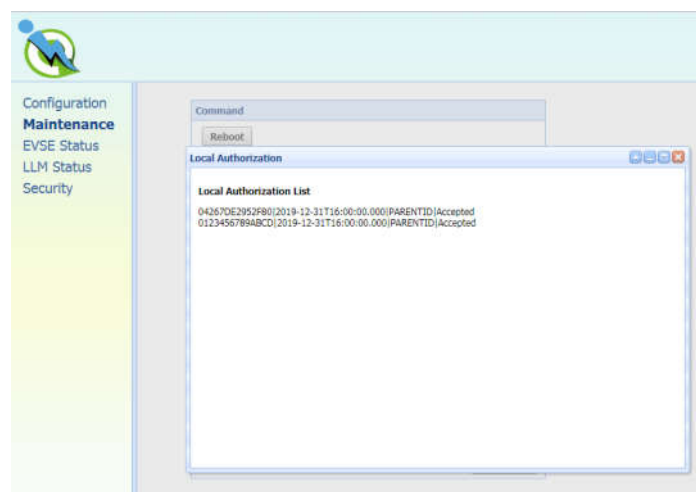 Configuration
Maintenance
EVSE Status
LLM Status
Security
Command
Reboot
Local Authorization
Local Authorization List
04267DE2952F80|2019-12-31T16:00:00.000|PARENTID|Accepted
0123456789ABCD|2019-12-31T16:00:00.000|PARENTID|Accepted